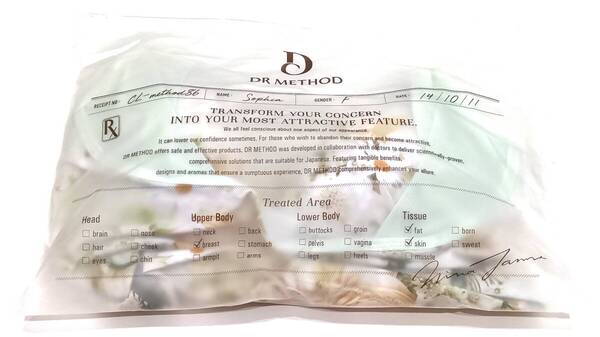 D
DR METHOD
RECEIPT NO · CL-method86 NAME · Sophia GENDER · F DATE · 14/10/11
TRANSFORM YOUR CONCERN
INTO YOUR MOST ATTRACTIVE FEATURE.
Rx
We all feel conscious about one aspect of our appearance.
It can lower our confidence sometimes. For those who wish to abandon their concern and become attractive,
DR METHOD offers safe and effective products. DR METHOD was developed in collaboration with doctors to deliver scientifically-proven,
comprehensive solutions that are suitable for Japanese. Featuring tangible benefits,
designs and aromas that ensure a sumptuous experience, DR METHOD comprehensively enhances your allure.
Treated Area
Head Upper Body Lower Body Tissue
brain nose neck back buttocks groin fat born
hair cheek breast stomach pelvis vagina skin sweat
eyes chin armpit arms legs heels muscle